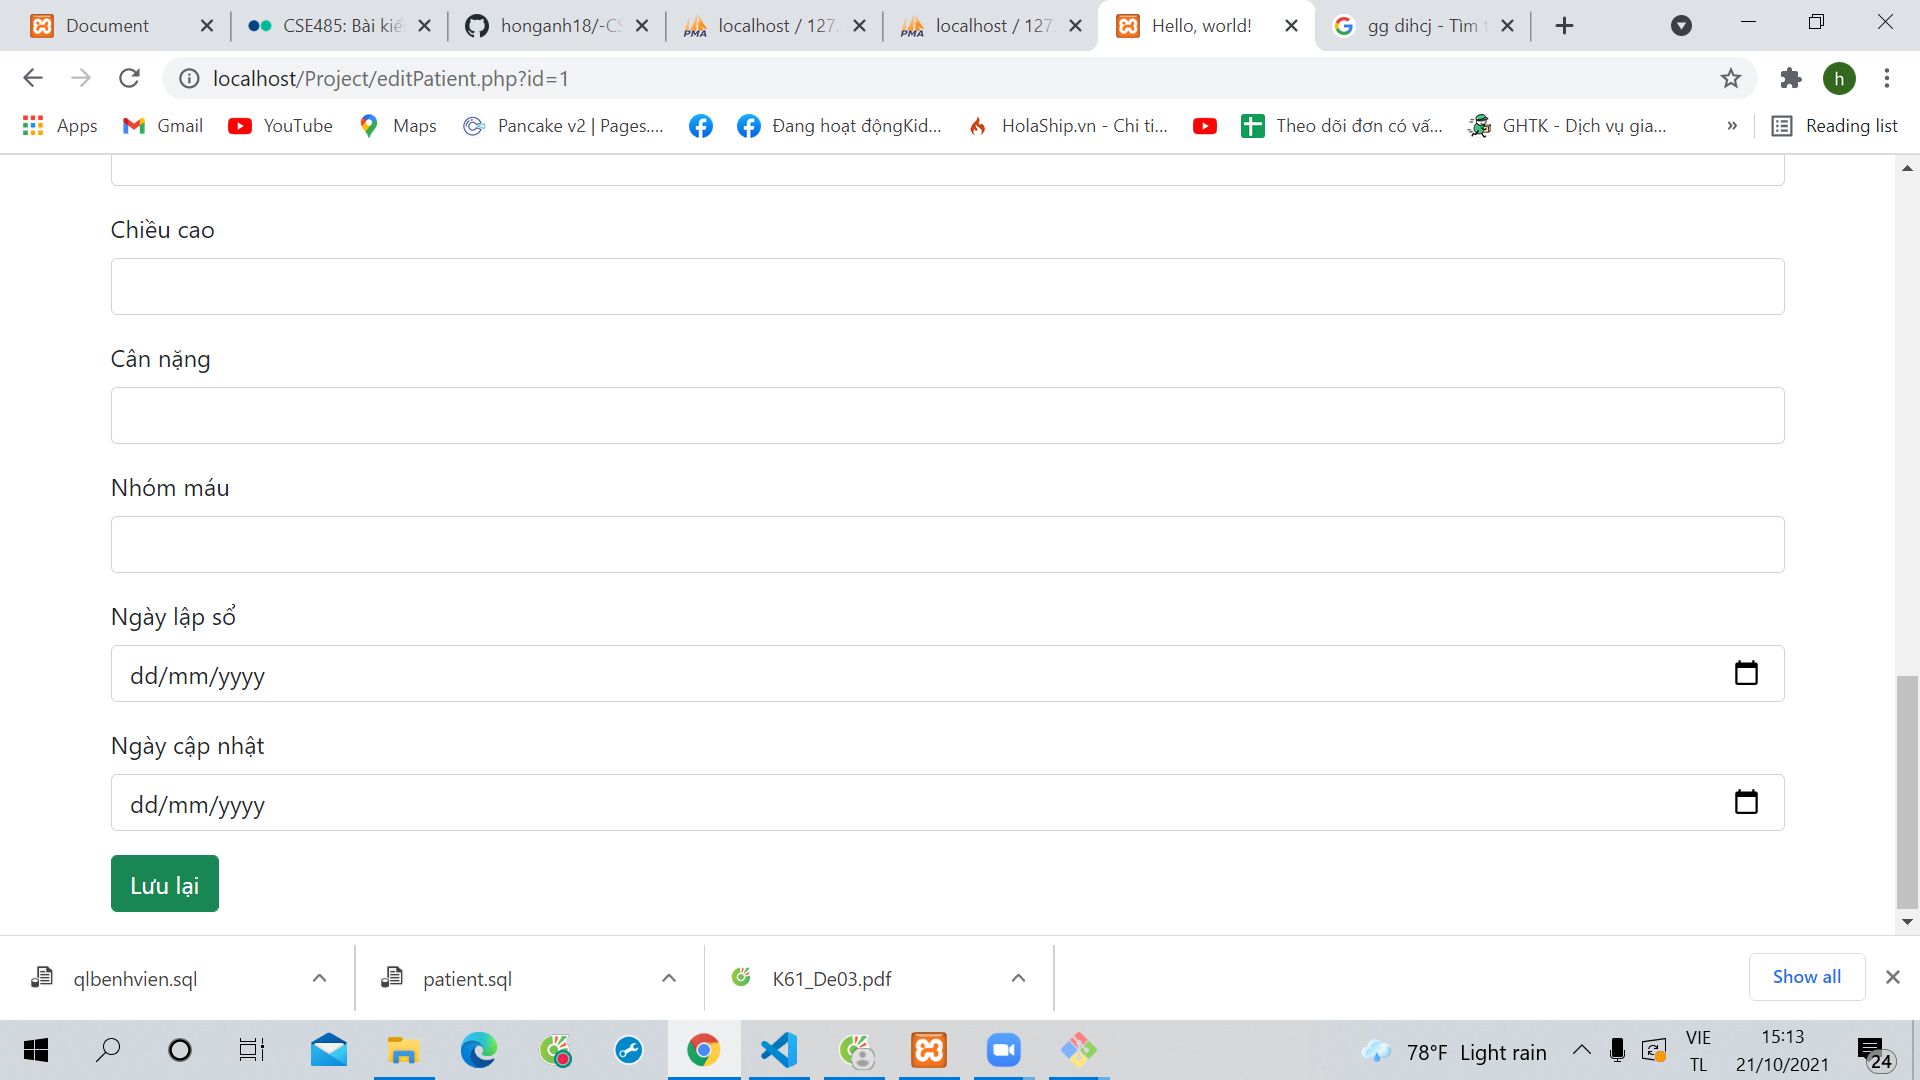 Document
CSE485: Bài kiể
honganh18/-CS
localhost / 127.
localhost / 127.
Hello, world!
gg dihcj - Tìm t
localhost/Project/editPatient.php?id=1
h
Apps
Gmail
YouTube
Maps
Pancake v2 | Pages....
Đang hoạt độngKid...
HolaShip.vn - Chi ti...
Theo dõi đơn có vấ...
GHTK - Dịch vụ gia...
»
Reading list
Chiều cao
Cân nặng
Nhóm máu
Ngày lập sổ
dd/mm/yyyy
Ngày cập nhật
dd/mm/yyyy
Lưu lại
qlbenhvien.sql
patient.sql
K61_De03.pdf
Show all
78°F Light rain
VIE
TL
15:13
21/10/2021
24